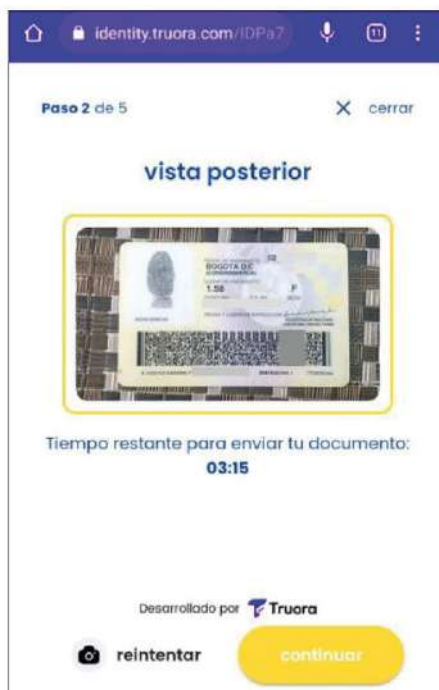 identity.truora.com/IDPa7
11
Paso 2 de 5
cerrar
vista posterior
BOGOTA D.C
1.58
F
Tiempo restante para enviar tu documento:
03:15
Desarrollado por Truora
reintentar
continuar